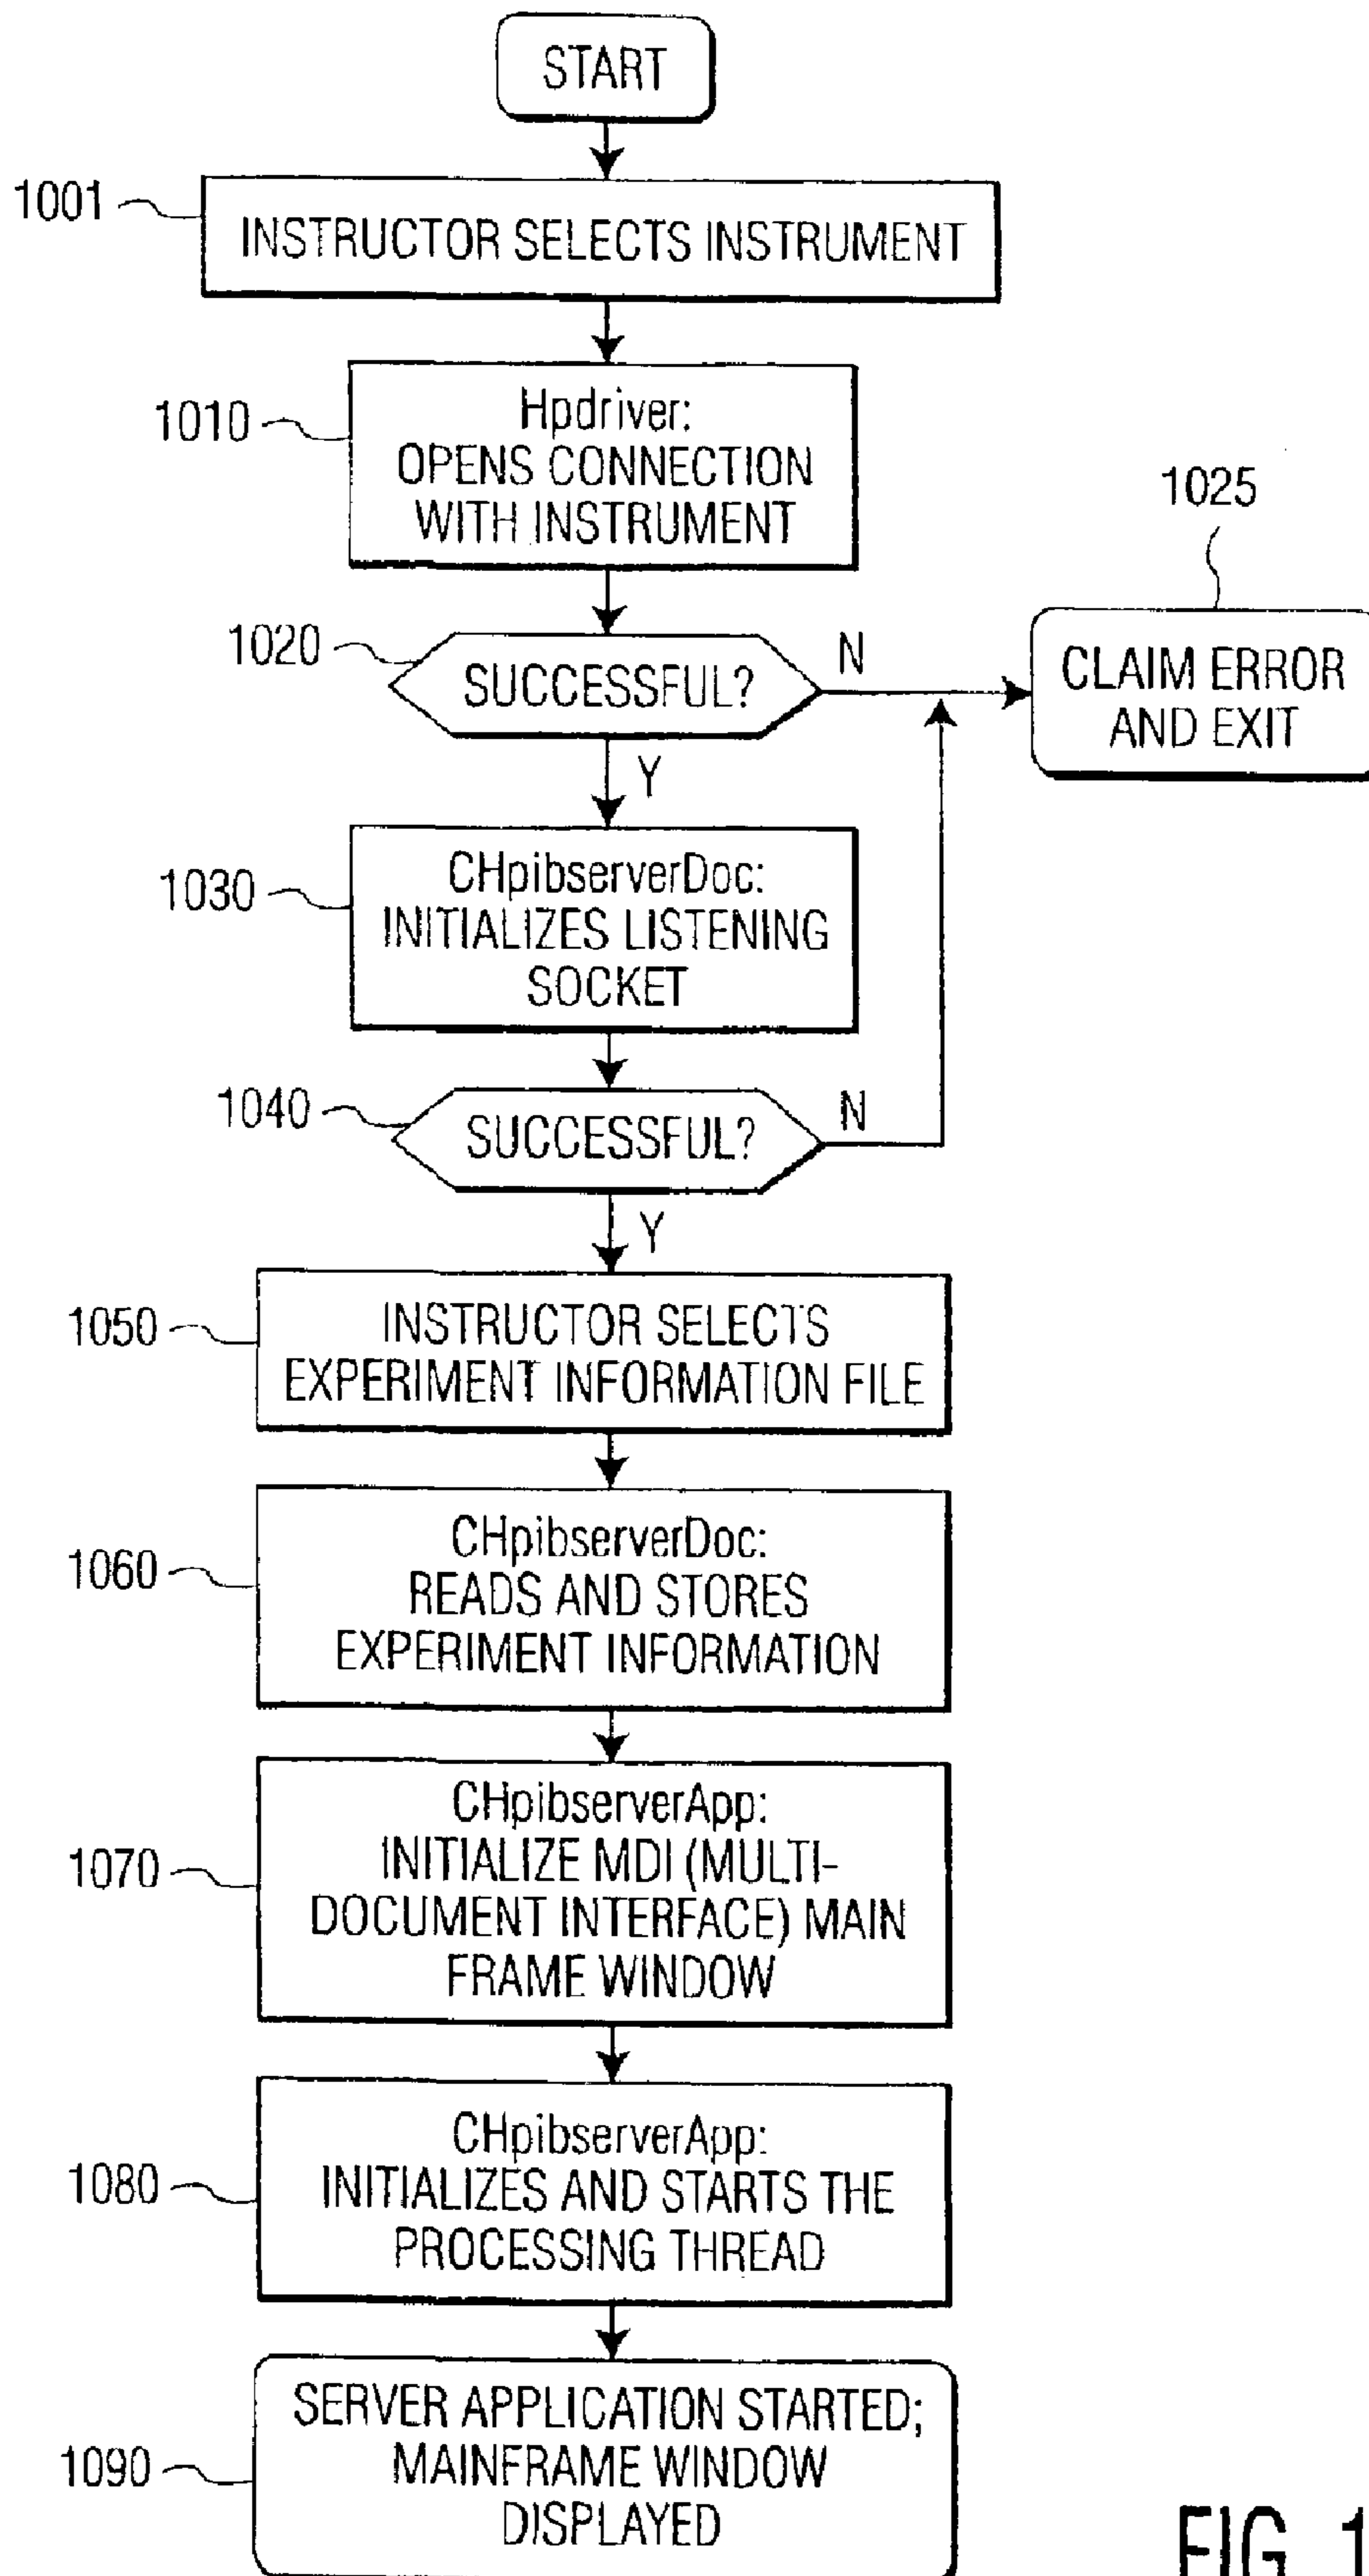 START
1001
INSTRUCTOR SELECTS INSTRUMENT
1010
Hpdriver:
OPENS CONNECTION
WITH INSTRUMENT
1025
1020
SUCCESSFUL?
N
CLAIM ERROR
AND EXIT
Y
1030
CHpibserverDoc:
INITIALIZES LISTENING
SOCKET
1040
SUCCESSFUL?
N
Y
1050
INSTRUCTOR SELECTS
EXPERIMENT INFORMATION FILE
1060
CHpibserverDoc:
READS AND STORES
EXPERIMENT INFORMATION
1070
CHpibserverApp:
INITIALIZE MDI (MULTI-
DOCUMENT INTERFACE) MAIN
FRAME WINDOW
1080
CHpibserverApp:
INITIALIZES AND STARTS THE
PROCESSING THREAD
1090
SERVER APPLICATION STARTED;
MAINFRAME WINDOW
DISPLAYED
FIG. 1